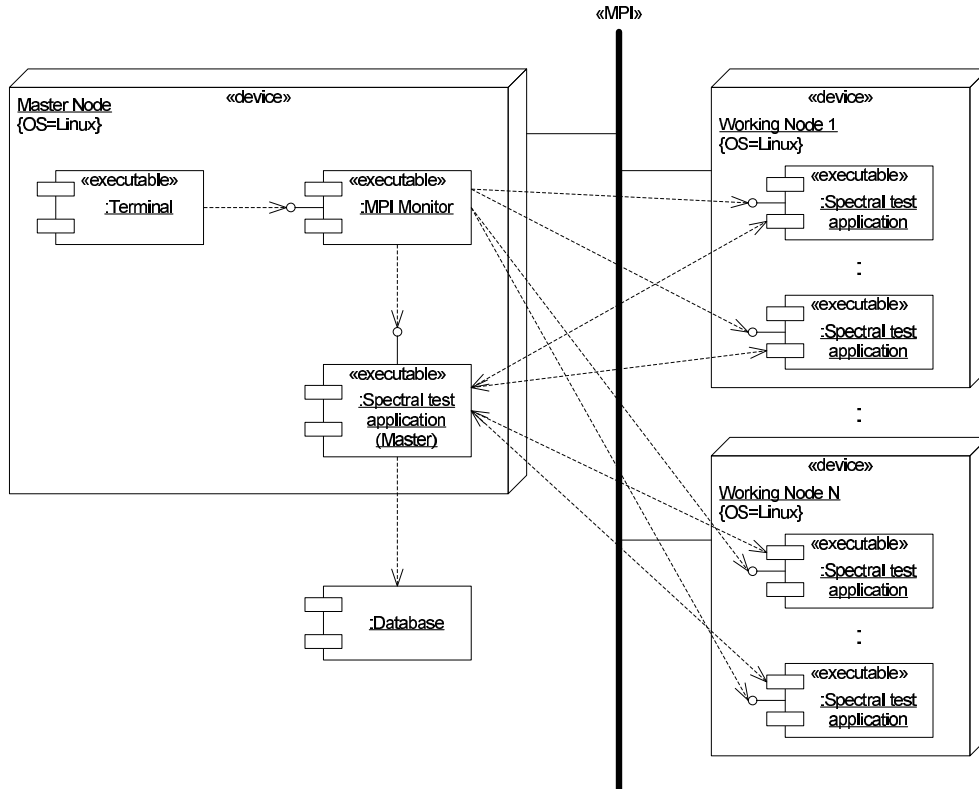 «MPI»
«device»
Master Node
{OS=Linux}
«executable»
:Terminal
«executable»
:MPI Monitor
«executable»
:Spectral test
application
(Master)
:Database
«device»
Working Node 1
{OS=Linux}
«executable»
:Spectral test
application
:
«executable»
:Spectral test
application
:
«device»
Working Node N
{OS=Linux}
«executable»
:Spectral test
application
:
«executable»
:Spectral test
application